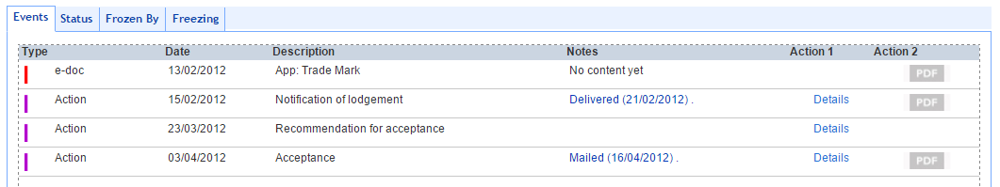 Events Status Frozen By Freezing
Type Date Description Notes Action 1 Action 2
e-doc 13/02/2012 App: Trade Mark No content yet PDF
Action 15/02/2012 Notification of lodgement Delivered (21/02/2012) . Details PDF
Action 23/03/2012 Recommendation for acceptance Details
Action 03/04/2012 Acceptance Mailed (16/04/2012) . Details PDF